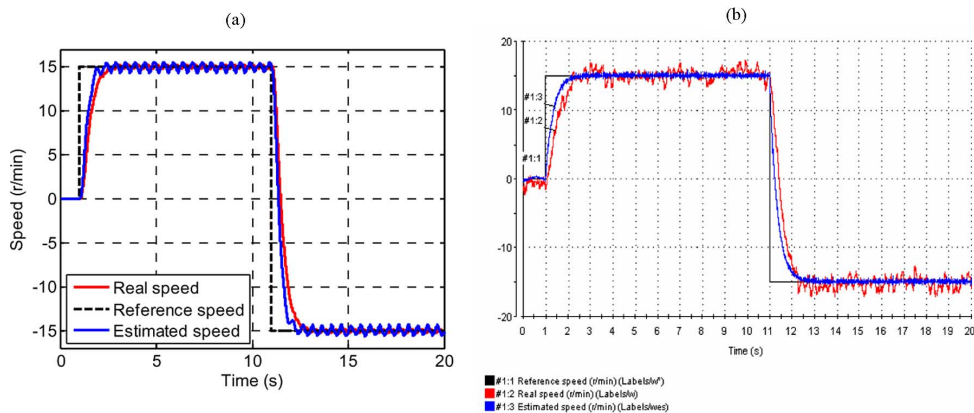 (a)
15
10
5
0
-5
-10
-15
Speed (r/min)
Real speed
Reference speed
Estimated speed
0
5
10
15
20
Time (s)
(b)
20
10
0
-10
-20
#1:3
#1:2
#1:1
0 1 2 3 4 5 6 7 8 9 10 11 12 13 14 15 16 17 18 19 20
Time (s)
#1:1 Reference speed (r/min) (Labels/w*)
#1:2 Real speed (r/min) (Labels/w)
#1:3 Estimated speed (r/min) (Labels/wes)